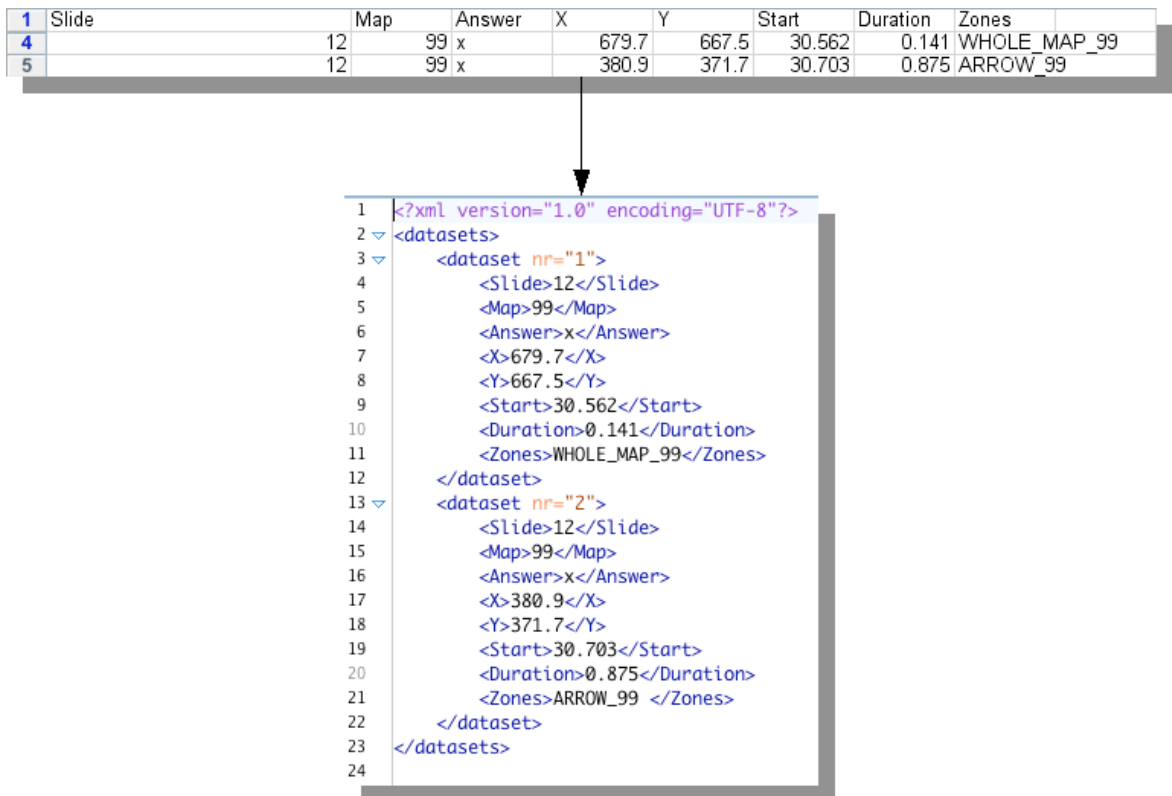 1 Slide Map Answer X Y Start Duration Zones
4 12 99 x 679.7 667.5 30.562 0.141 WHOLE_MAP_99
5 12 99 x 380.9 371.7 30.703 0.875 ARROW_99
1 <?xml version="1.0" encoding="UTF-8"?>
2 <datasets>
3 <dataset nr="1">
4 <Slide>12</Slide>
5 <Map>99</Map>
6 <Answer>x</Answer>
7 <X>679.7</X>
8 <Y>667.5</Y>
9 <Start>30.562</Start>
10 <Duration>0.141</Duration>
11 <Zones>WHOLE_MAP_99</Zones>
12 </dataset>
13 <dataset nr="2">
14 <Slide>12</Slide>
15 <Map>99</Map>
16 <Answer>x</Answer>
17 <X>380.9</X>
18 <Y>371.7</Y>
19 <Start>30.703</Start>
20 <Duration>0.875</Duration>
21 <Zones>ARROW_99 </Zones>
22 </dataset>
23 </datasets>
24